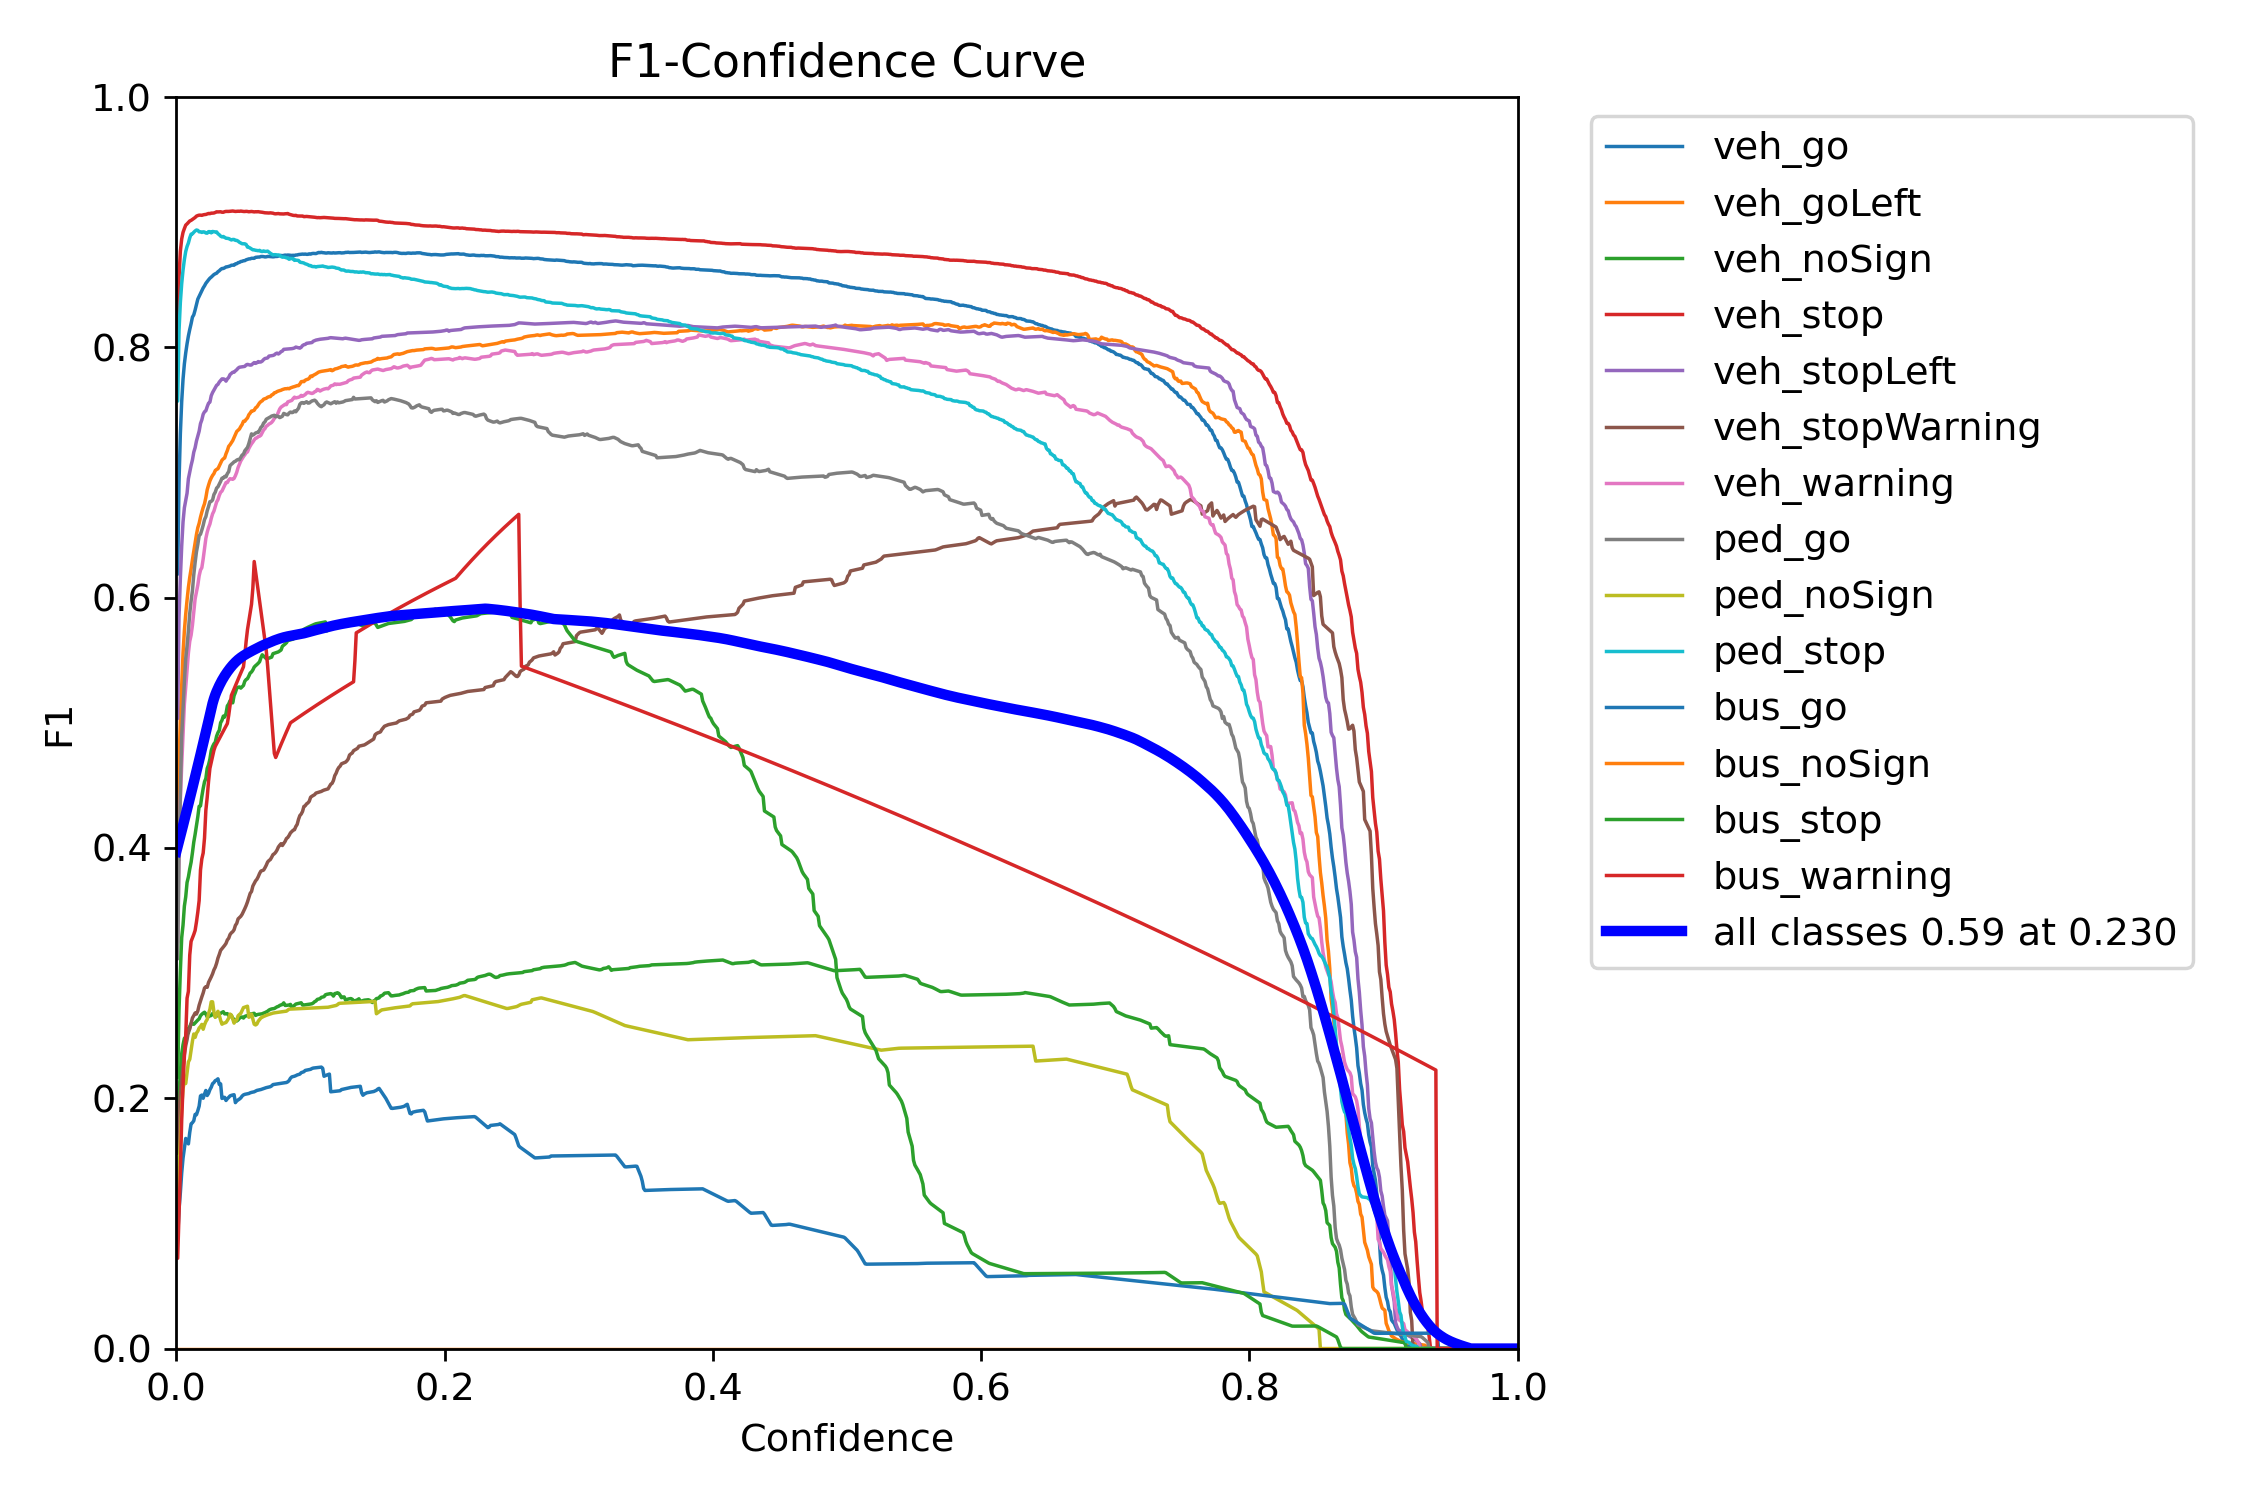 F1-Confidence Curve
1.0
0.8
0.6
0.4
0.2
0.0
F1
0.0 0.2 0.4 0.6 0.8 1.0
Confidence
veh_go
veh_goLeft
veh_noSign
veh_stop
veh_stopLeft
veh_stopWarning
veh_warning
ped_go
ped_noSign
ped_stop
bus_go
bus_noSign
bus_stop
bus_warning
all classes 0.59 at 0.230